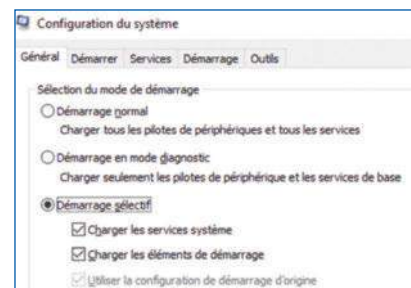 Configuration du système
Général Démarrer Services Démarrage Outils
Sélection du mode de démarrage
Démarrage normal
Charger tous les pilotes de périphériques et tous les services
Démarrage en mode diagnostic
Charger seulement les pilotes de périphérique et les services de base
Démarrage sélectif
Charger les services système
Charger les éléments de démarrage
Utiliser la configuration de démarrage d'origine